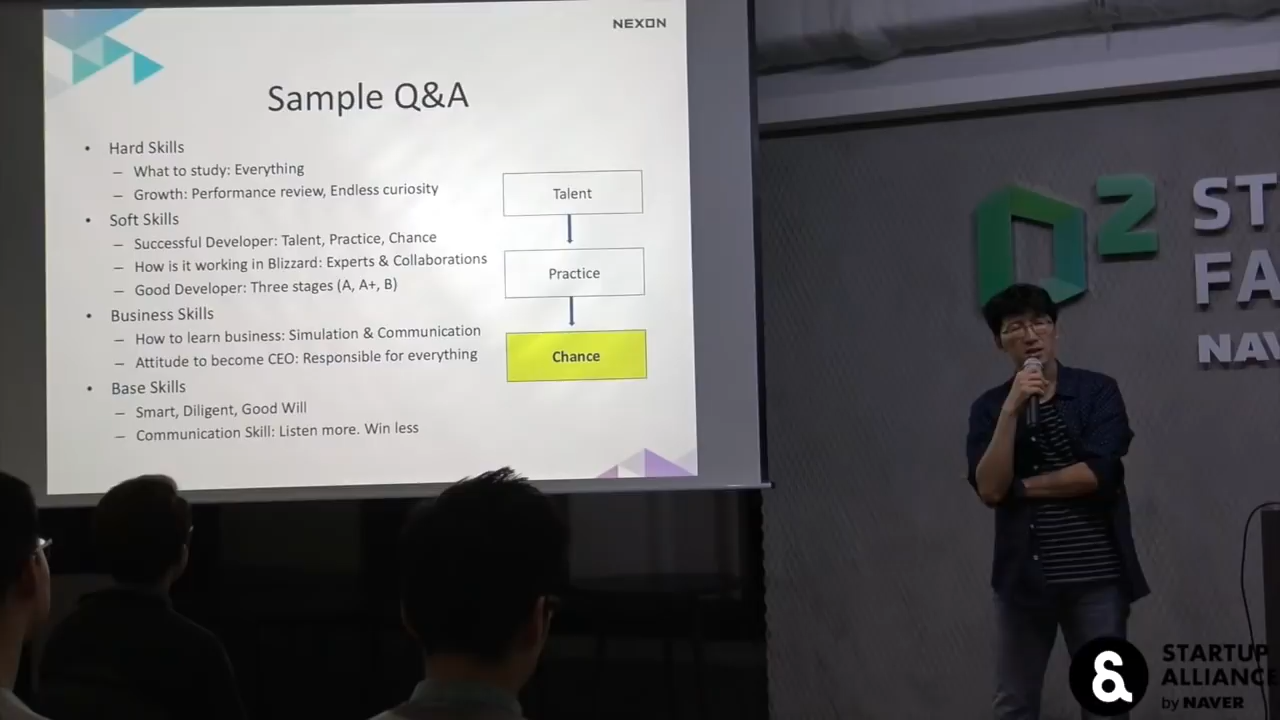 NEXON
Sample Q&A
• Hard Skills
– What to study: Everything
– Growth: Performance review, Endless curiosity
• Soft Skills
– Successful Developer: Talent, Practice, Chance
– How is it working in Blizzard: Experts & Collaborations
– Good Developer: Three stages (A, A+, B)
• Business Skills
– How to learn business: Simulation & Communication
– Attitude to become CEO: Responsible for everything
• Base Skills
– Smart, Diligent, Good Will
– Communication Skill: Listen more. Win less
Talent
Practice
Chance
2
ST
FA
NAV
STARTUP
ALLIANCE
by NAVER